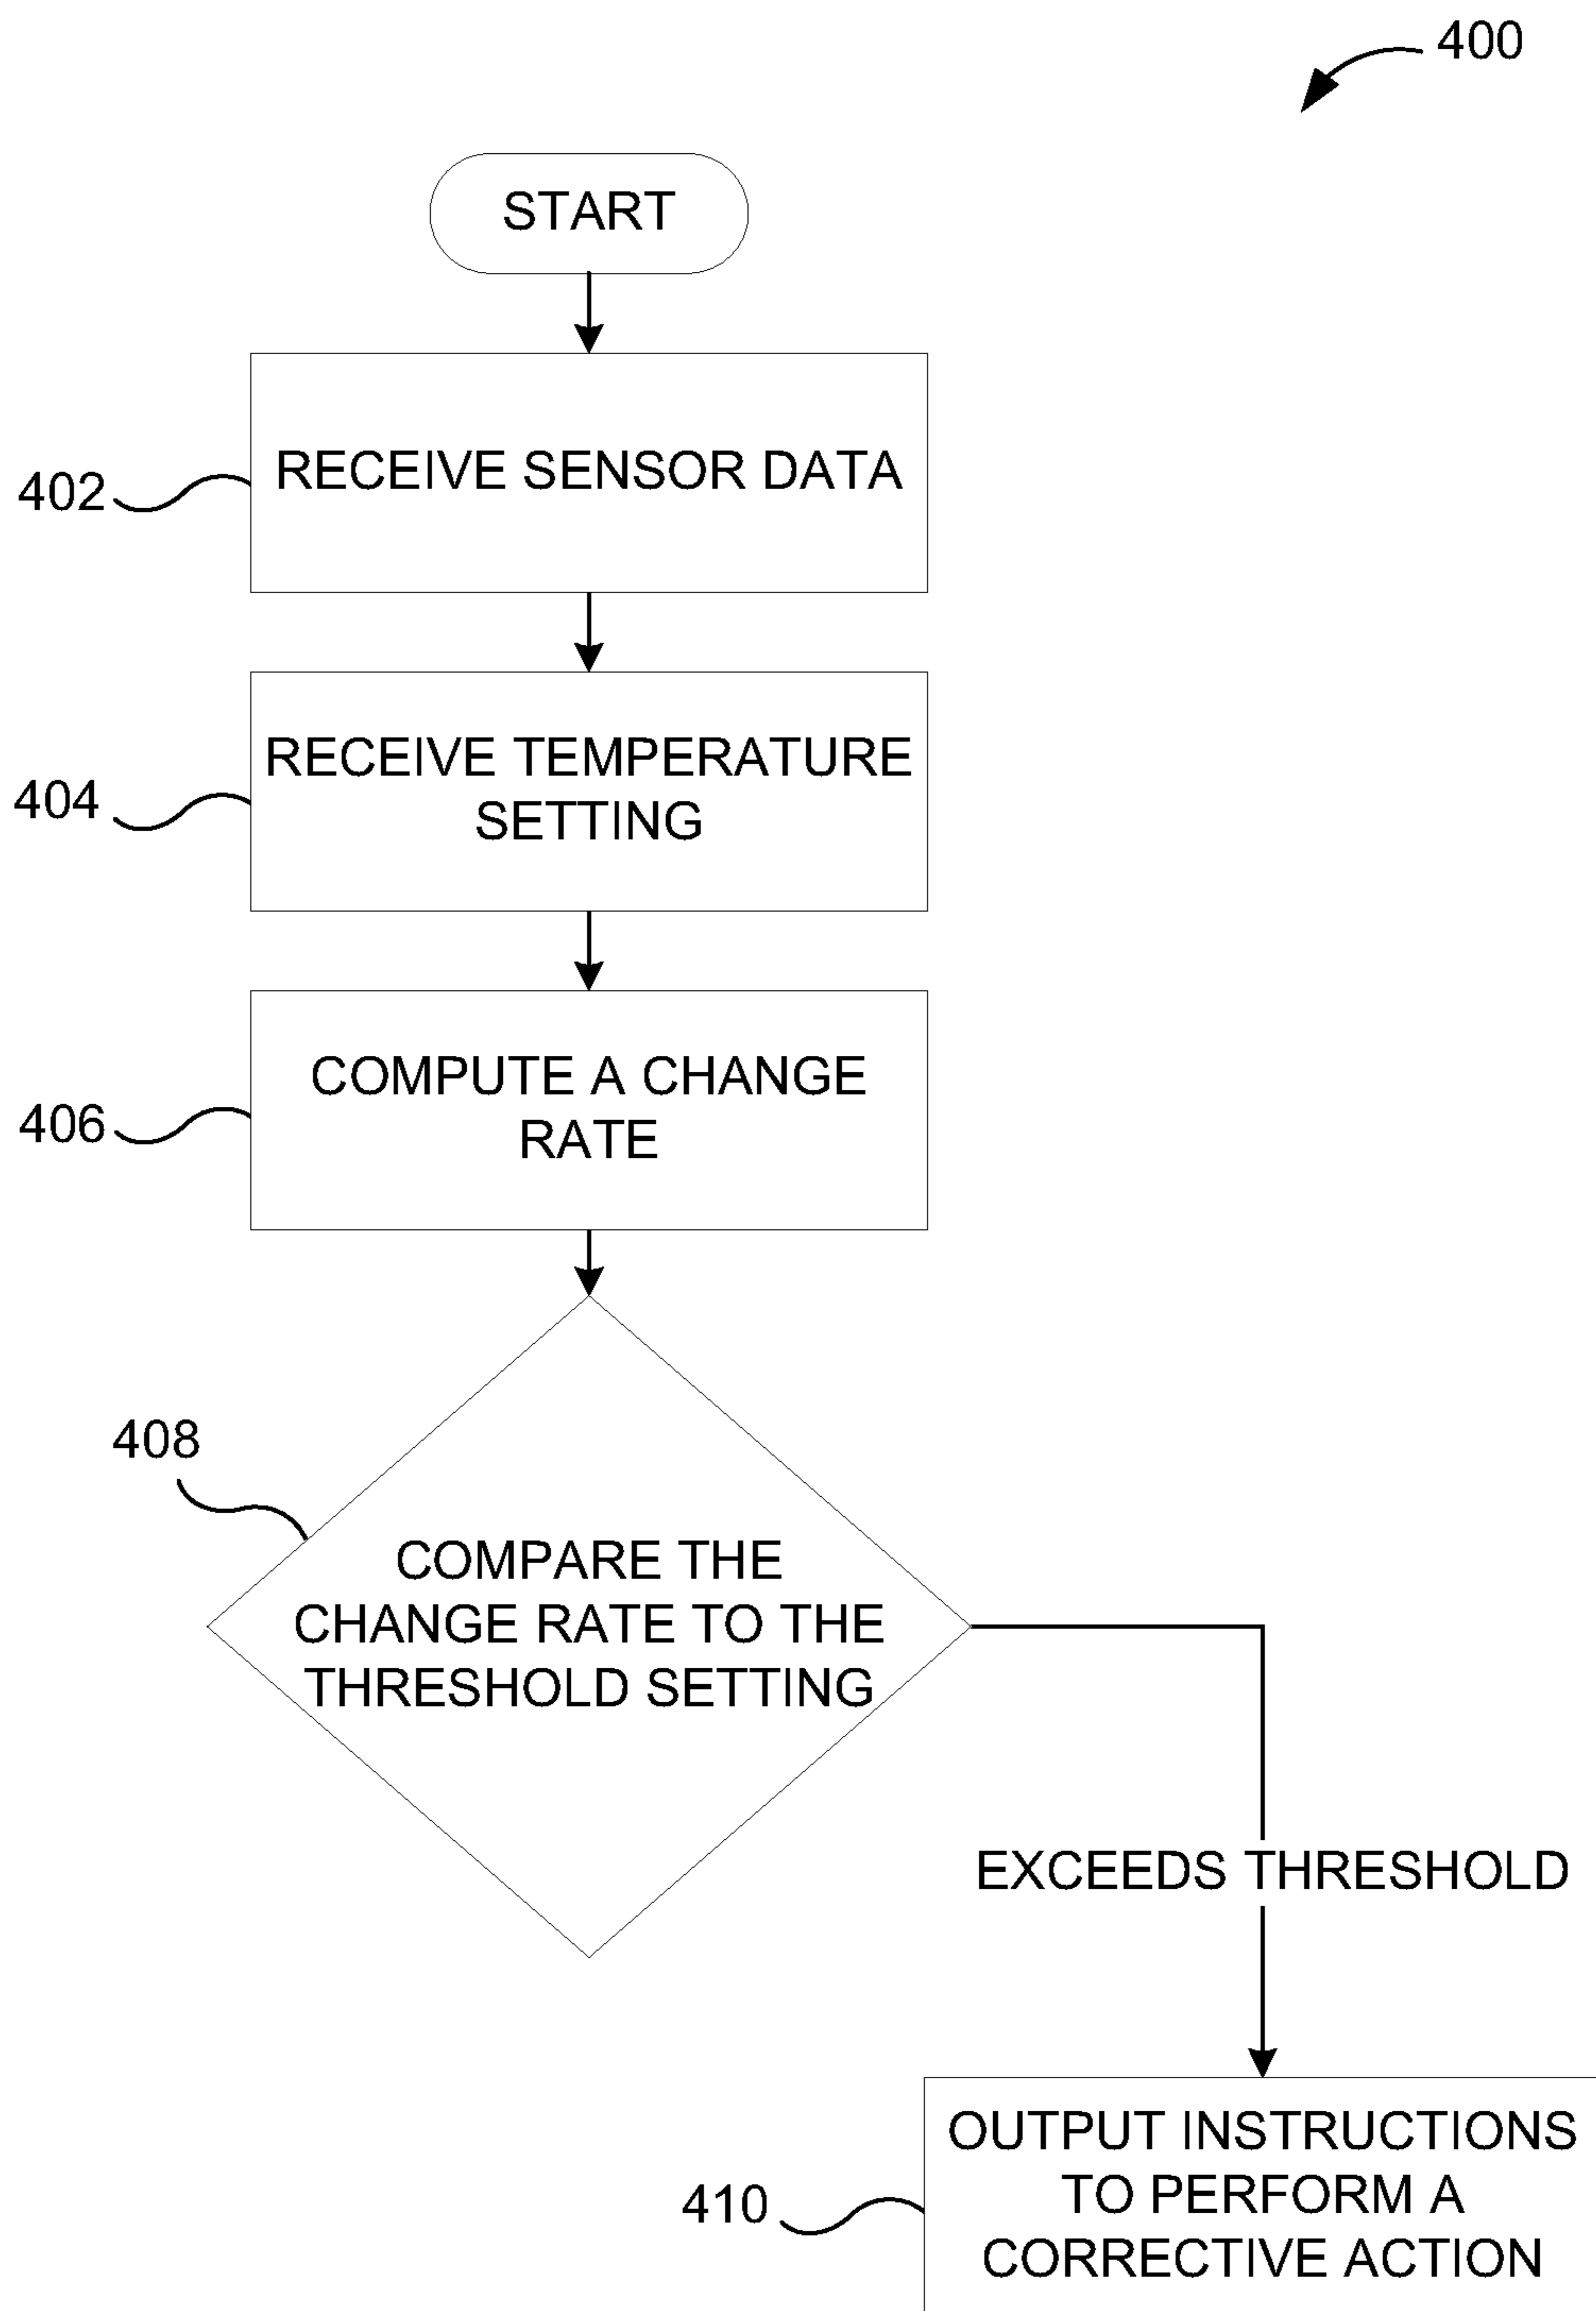 400
START
RECEIVE SENSOR DATA
402
RECEIVE TEMPERATURE
SETTING
404
COMPUTE A CHANGE
RATE
406
408
COMPARE THE
CHANGE RATE TO THE
THRESHOLD SETTING
EXCEEDS THRESHOLD
OUTPUT INSTRUCTIONS
TO PERFORM A
CORRECTIVE ACTION
410